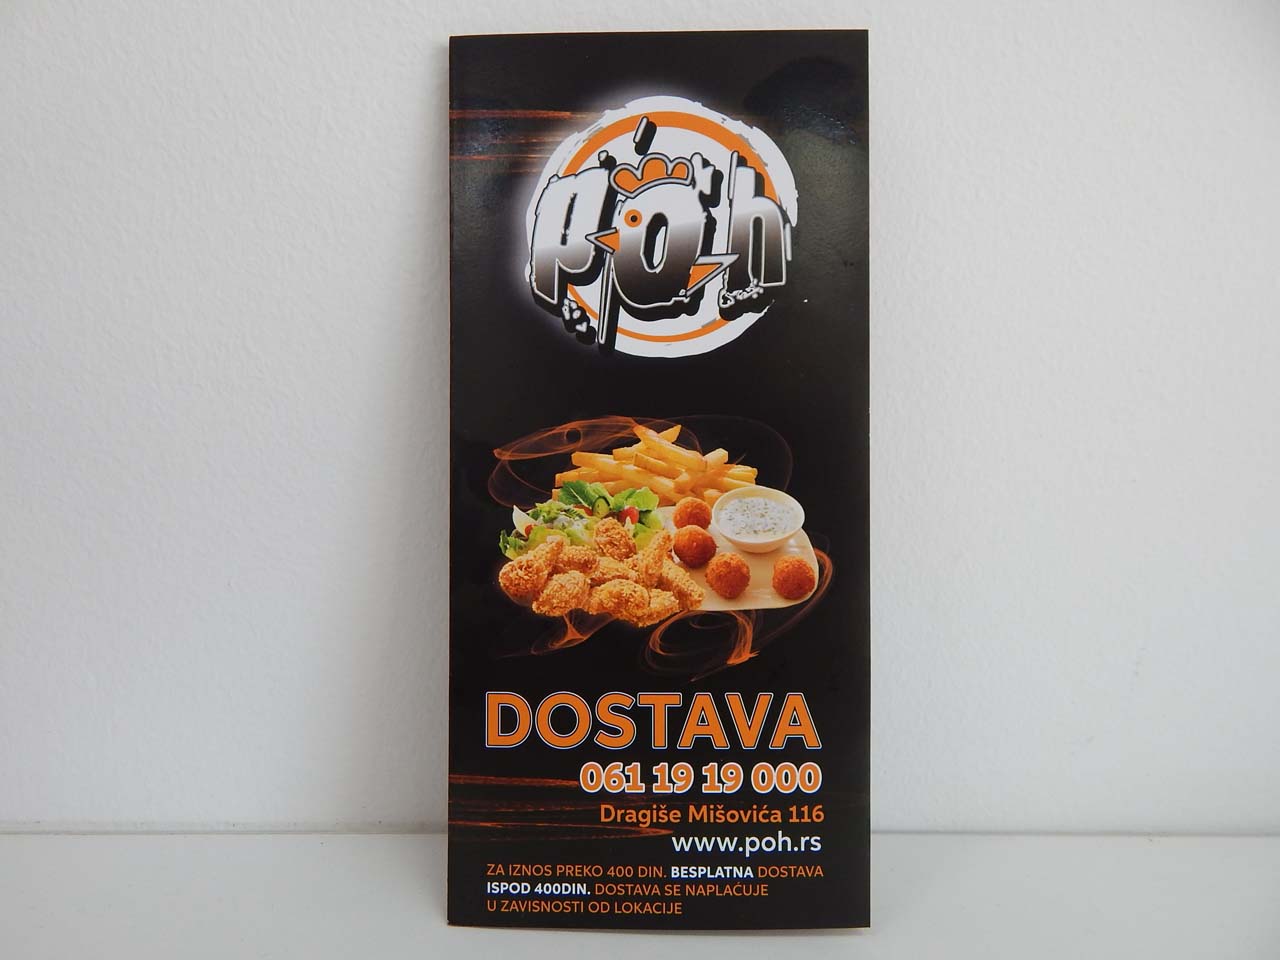 poh
DOSTAVA
061 19 19 000
Dragiše Mišovića 116
www.poh.rs
ZA IZNOS PREKO 400 DIN. BESPLATNA DOSTAVA
ISPOD 400DIN. DOSTAVA SE NAPLAĆUJE
U ZAVISNOSTI OD LOKACIJE